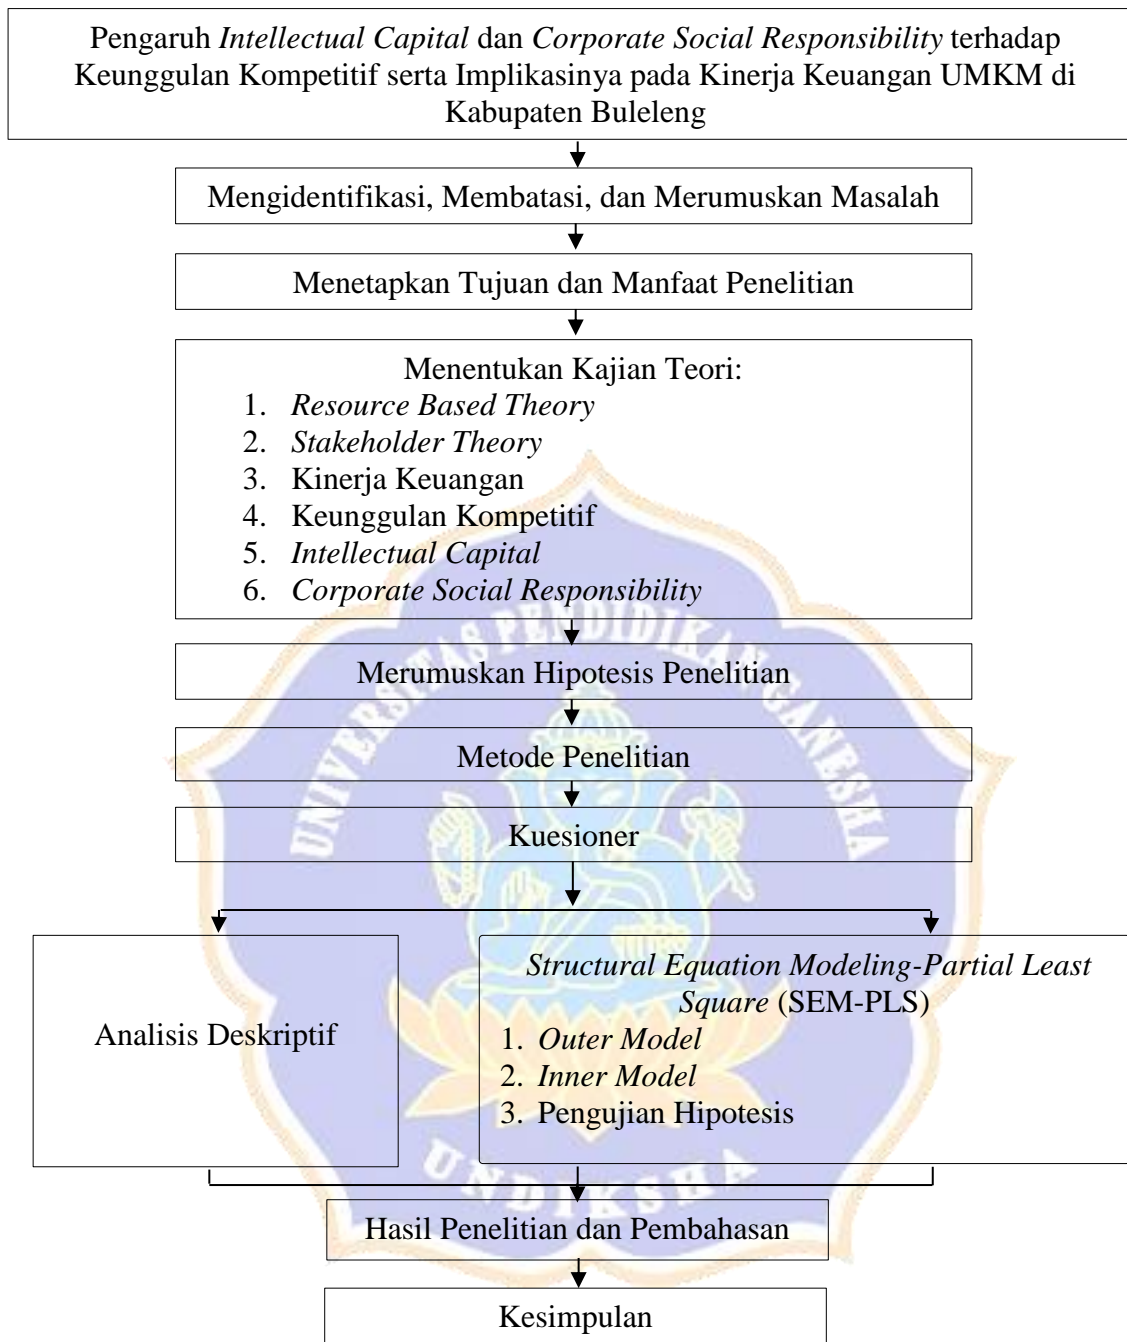 Pengaruh Intellectual Capital dan Corporate Social Responsibility terhadap
Keunggulan Kompetitif serta Implikasinya pada Kinerja Keuangan UMKM di
Kabupaten Buleleng
Mengidentifikasi, Membatasi, dan Merumuskan Masalah
Menetapkan Tujuan dan Manfaat Penelitian
Menentukan Kajian Teori:
1. Resource Based Theory
2. Stakeholder Theory
3. Kinerja Keuangan
4. Keunggulan Kompetitif
5. Intellectual Capital
6. Corporate Social Responsibility
UNIVERSITAS PENDIDIKAN GANESHA
Merumuskan Hipotesis Penelitian
Metode Penelitian
Kuesioner
Analisis Deskriptif
Structural Equation Modeling-Partial Least
Square (SEM-PLS)
1. Outer Model
2. Inner Model
3. Pengujian Hipotesis
UNDIKSHA
Hasil Penelitian dan Pembahasan
Kesimpulan